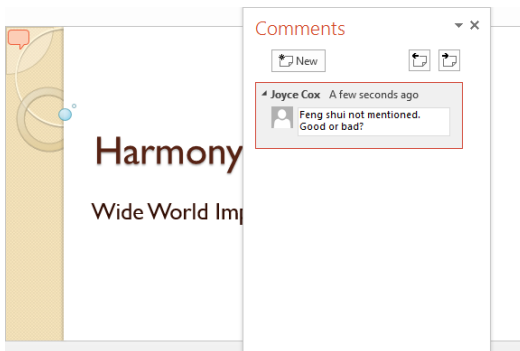 Comments
New
Joyce Cox A few seconds ago
Feng shui not mentioned.
Good or bad?
Harmony
Wide World Imp